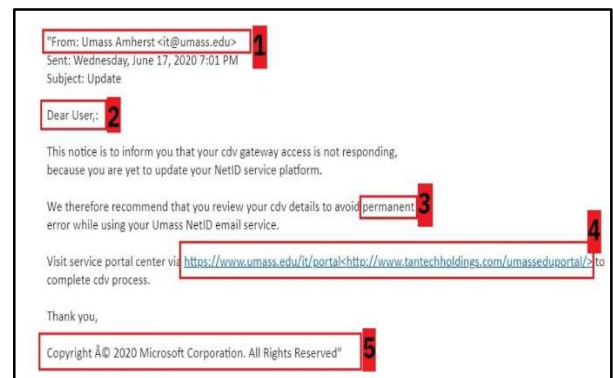 "From: Umass Amherst <it@umass.edu> 1
Sent: Wednesday, June 17, 2020 7:01 PM
Subject: Update
Dear User,: 2
This notice is to inform you that your cdv gateway access is not responding,
because you are yet to update your NetID service platform.
We therefore recommend that you review your cdv details to avoid permanent 3
error while using your Umass NetID email service.
4
Visit service portal center via https://www.umass.edu/it/portal<http://www.tantechholdings.com/umasseduportal/> to
complete cdv process.
Thank you,
Copyright Â© 2020 Microsoft Corporation. All Rights Reserved" 5